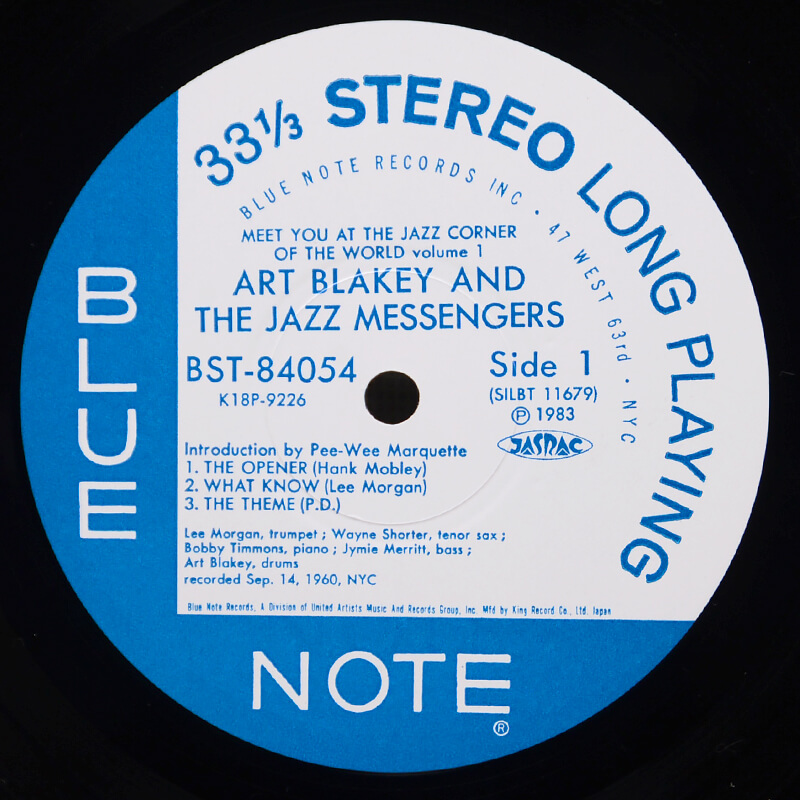 33⅓ STEREO LONG PLAYING
BLUE NOTE RECORDS INC · 47 WEST 63rd · NYC
MEET YOU AT THE JAZZ CORNER
OF THE WORLD volume 1
ART BLAKEY AND
THE JAZZ MESSENGERS
BST-84054
K18P-9226
Side 1
(SILBT 11679)
Ⓟ 1983
JASRAC
Introduction by Pee-Wee Marquette
1. THE OPENER (Hank Mobley)
2. WHAT KNOW (Lee Morgan)
3. THE THEME (P.D.)
Lee Morgan, trumpet ; Wayne Shorter, tenor sax ;
Bobby Timmons, piano ; Jymie Merritt, bass ;
Art Blakey, drums
recorded Sep. 14, 1960, NYC
Blue Note Records, A Division of United Artists Music And Records Group, Inc. Mfd by King Record Co., Ltd. Japan
BLUE
NOTE®